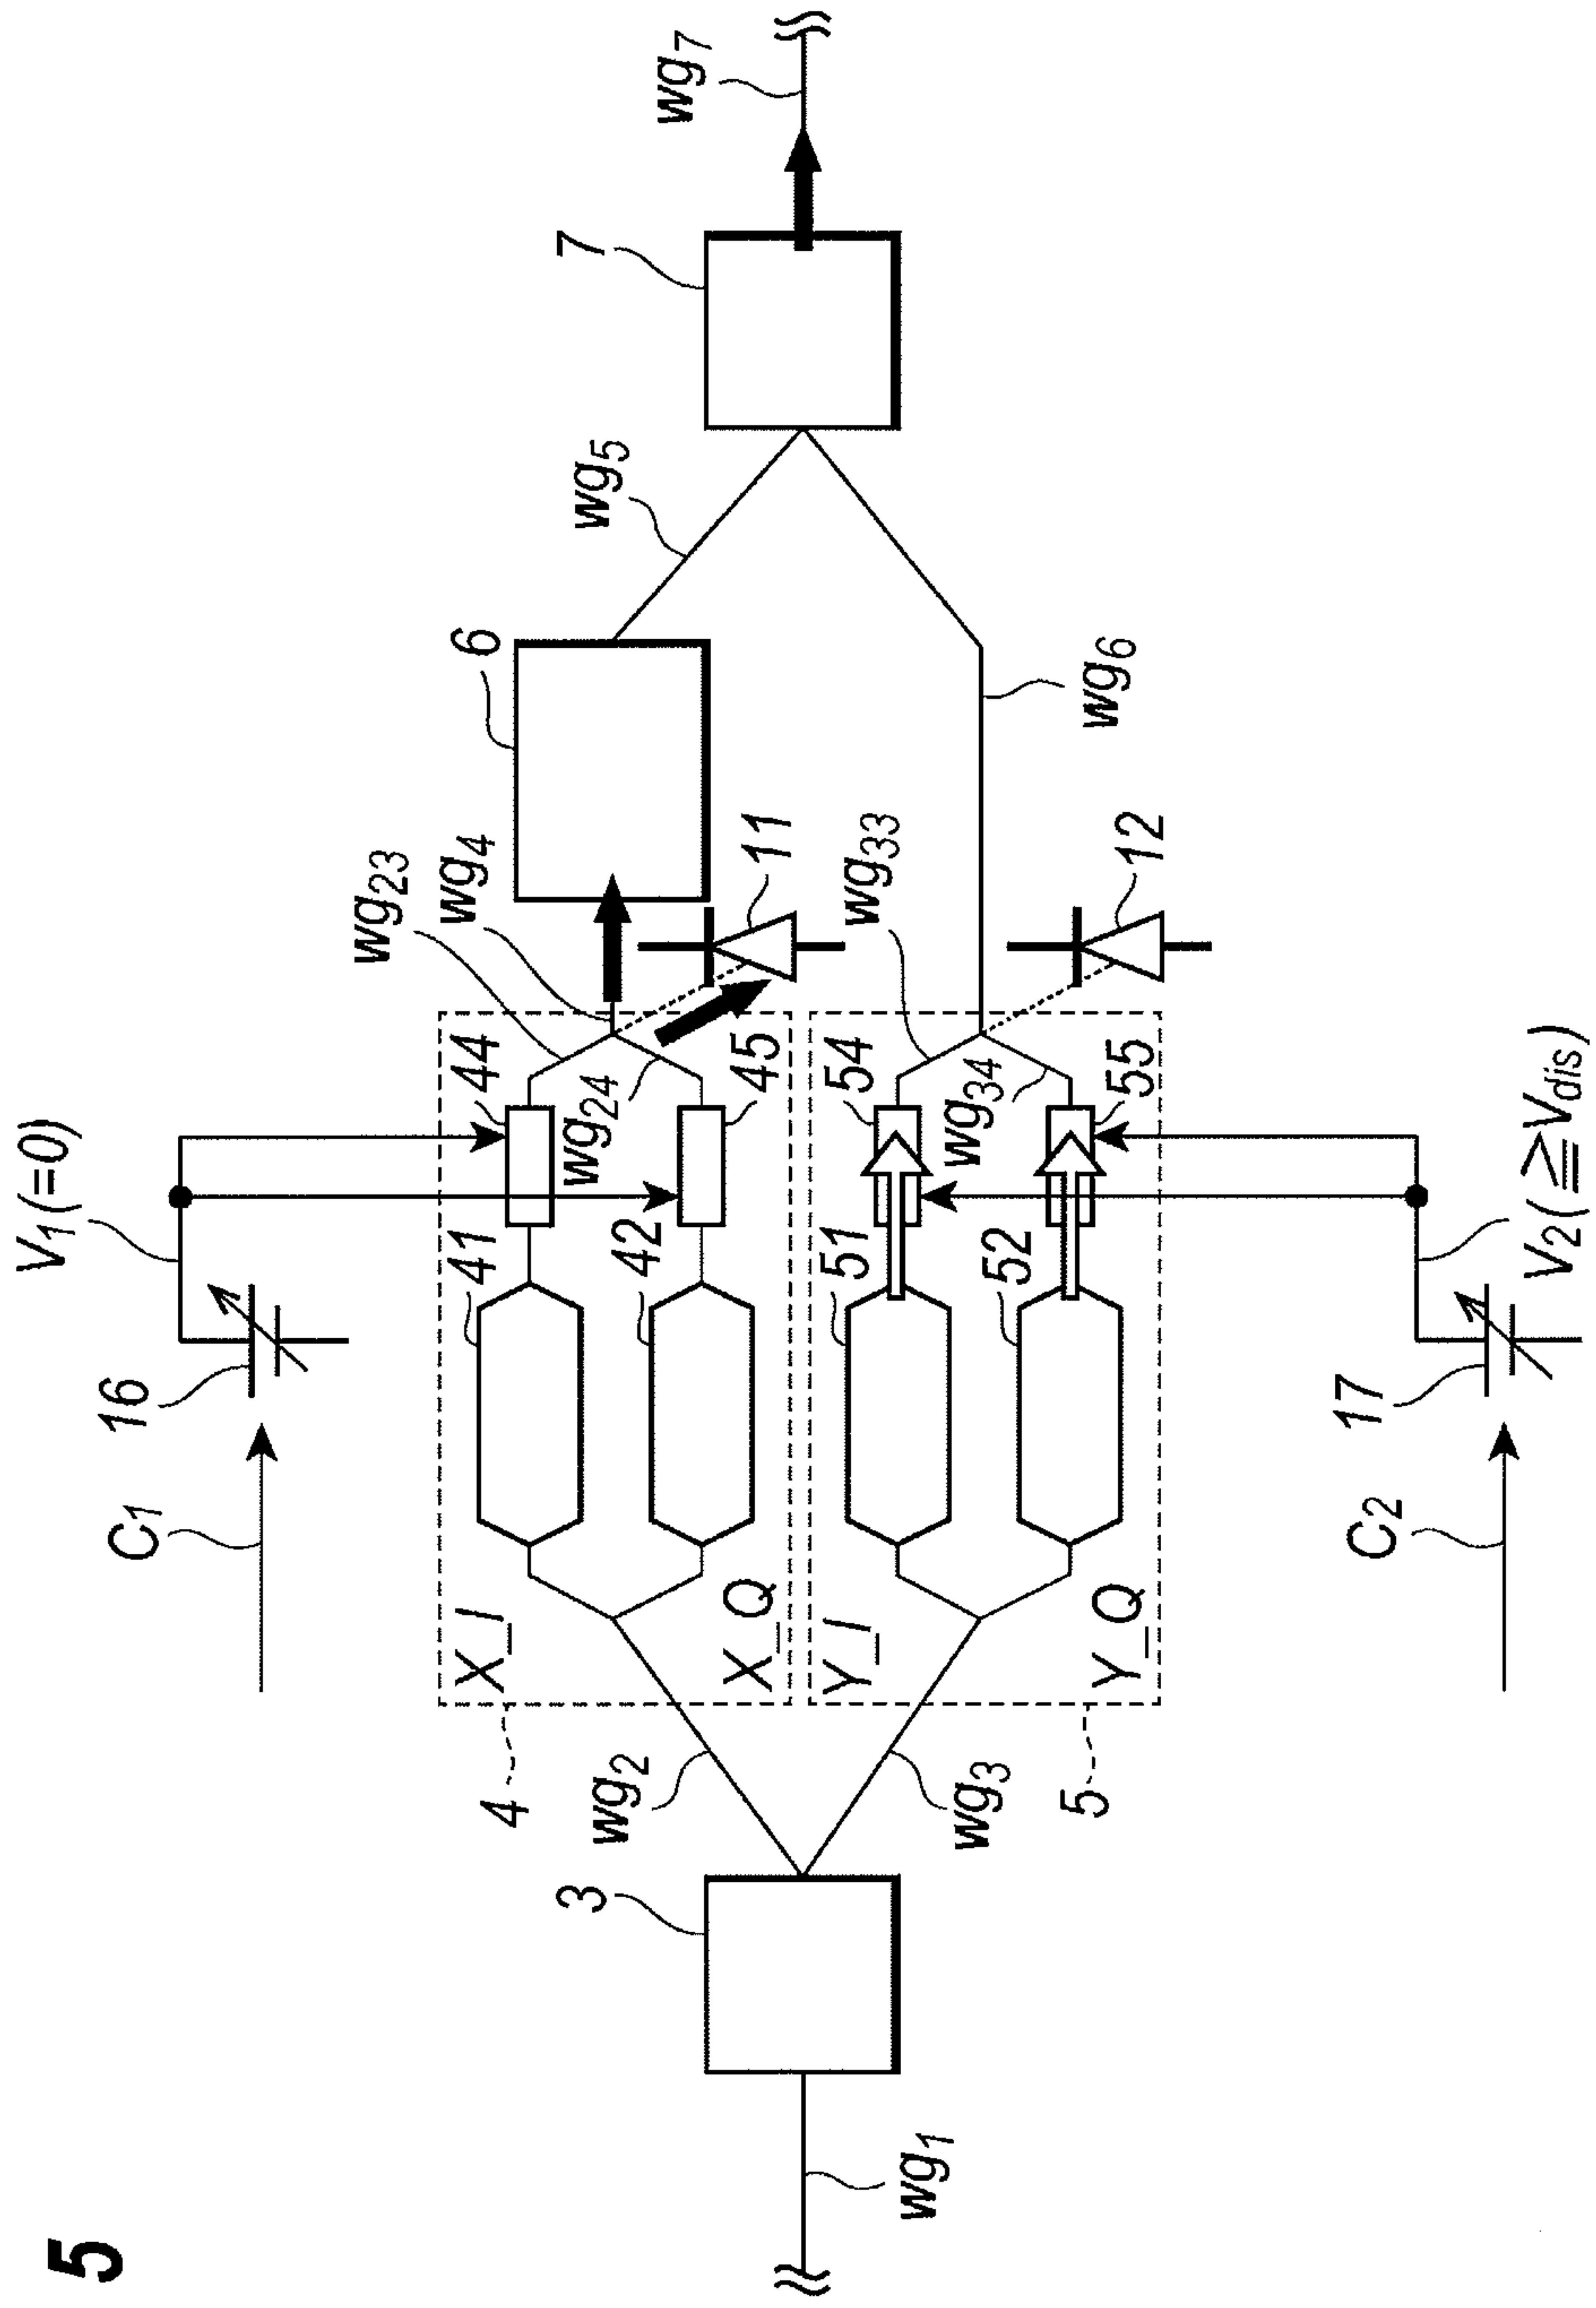 5
V1(=0)
C1
16
wg23
wg4
6
wg5
7
wg7
X_I
41
44
4
X_Q
42
wg24
45
11
wg2
3
wg1
wg3
Y_I
51
54
wg33
5
Y_Q
52
wg34
55
12
wg6
C2
17
V2(≧Vdis)